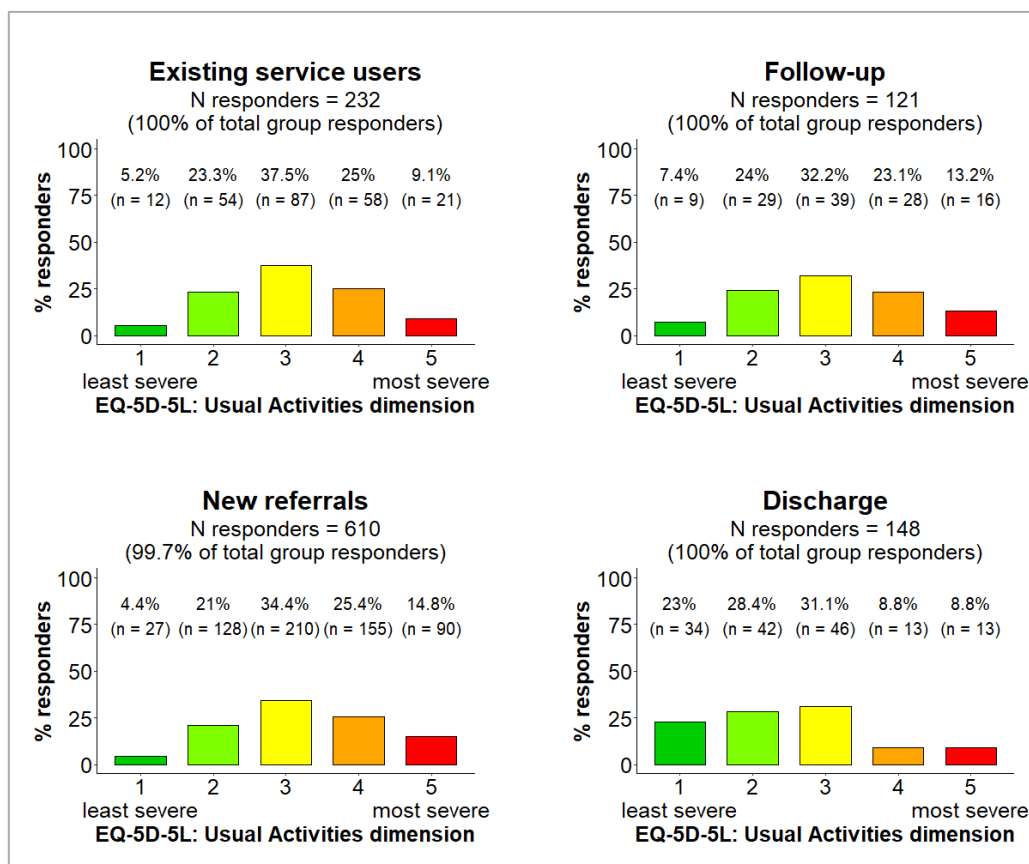 Existing service users
N responders = 232
(100% of total group responders)
% responders
100
75
50
25
0
5.2% 23.3% 37.5% 25% 9.1%
(n = 12) (n = 54) (n = 87) (n = 58) (n = 21)
1 2 3 4 5
least severe most severe
EQ-5D-5L: Usual Activities dimension
Follow-up
N responders = 121
(100% of total group responders)
% responders
100
75
50
25
0
7.4% 24% 32.2% 23.1% 13.2%
(n = 9) (n = 29) (n = 39) (n = 28) (n = 16)
1 2 3 4 5
least severe most severe
EQ-5D-5L: Usual Activities dimension
New referrals
N responders = 610
(99.7% of total group responders)
% responders
100
75
50
25
0
4.4% 21% 34.4% 25.4% 14.8%
(n = 27) (n = 128) (n = 210) (n = 155) (n = 90)
1 2 3 4 5
least severe most severe
EQ-5D-5L: Usual Activities dimension
Discharge
N responders = 148
(100% of total group responders)
% responders
100
75
50
25
0
23% 28.4% 31.1% 8.8% 8.8%
(n = 34) (n = 42) (n = 46) (n = 13) (n = 13)
1 2 3 4 5
least severe most severe
EQ-5D-5L: Usual Activities dimension